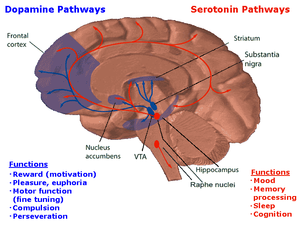 Dopamine Pathways
Serotonin Pathways
Frontal
cortex
Striatum
Substantia
nigra
Nucleus
accumbens
VTA
Hippocampus
Raphe nuclei
Functions
·Reward (motivation)
·Pleasure, euphoria
·Motor function
(fine tuning)
·Compulsion
·Perseveration
Functions
·Mood
·Memory
processing
·Sleep
·Cognition